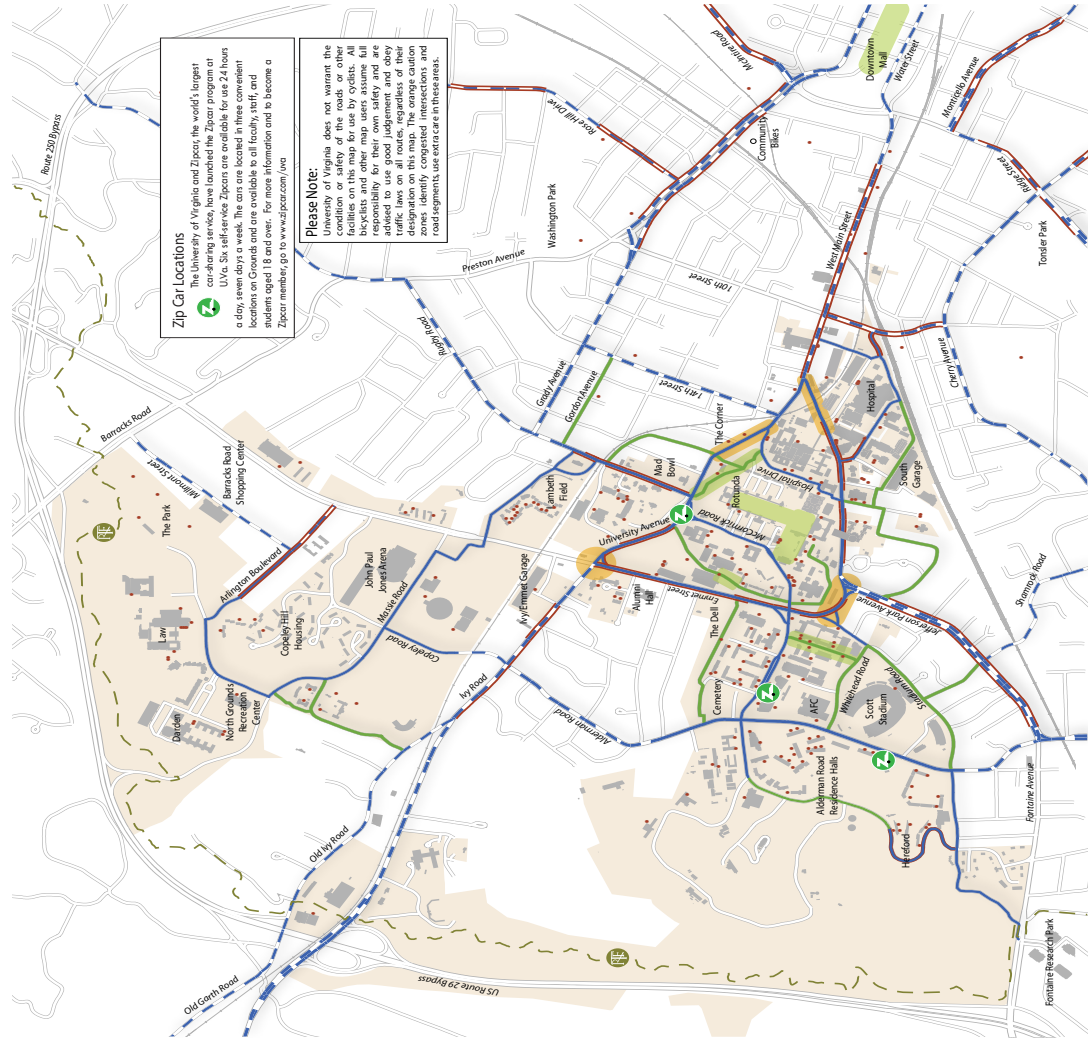 Zip Car Locations
The University of Virginia and Zipcar, the world's largest
car-sharing service, have launched the Zipcar program at
U.Va. Six self-service Zipcars are available for use 24 hours
a day, seven days a week. The cars are located in three convenient
locations on Grounds and are available to all faculty, staff, and
students aged 18 and over. For more information and to become a
Zipcar member, go to www.zipcar.com/uva
Please Note:
University of Virginia does not warrant the
condition or safety of the roads or other
facilities on this map for use by cyclists. All
bicyclists and other map users assume full
responsibility for their own safety and are
advised to use good judgement and obey
traffic laws on all routes, regardless of their
designation on this map. The orange caution
zones identify congested intersections and
road segments, use extra care in these areas.
Route 250 Bypass
McIntire Road
Downtown
Mall
Water Street
Monticello Avenue
Rose Hill Drive
Community
Bikes
Ridge Street
Washington Park
Preston Avenue
West Main Street
Tonsler Park
10th Street
Rugby Road
Grady Avenue
Gordon Avenue
14th Street
Cherry Avenue
Barracks Road
Barracks Road
Shopping Center
Millmont Street
The Park
The Corner
Hospital
Mad
Bowl
Lambeth
Field
Rotunda
Hospital Drive
South
Garage
University Avenue
McCormick Road
Arlington Boulevard
John Paul
Jones Arena
Massie Road
Ivy/Emmet Garage
Alumni
Hall
Emmet Street
The Dell
Jefferson Park Avenue
Shamrock Road
Law
Copeley Hill
Housing
Copeley Road
Darden
North Grounds
Recreation
Center
Ivy Road
Cemetery
Alderman Road
AFC
Whitehead Road
Scott
Stadium
Stadium Road
Alderman Road
Residence Halls
Hereford
Fontaine Avenue
Old Ivy Road
Old Garth Road
US Route 29 Bypass
Fontaine Research Park